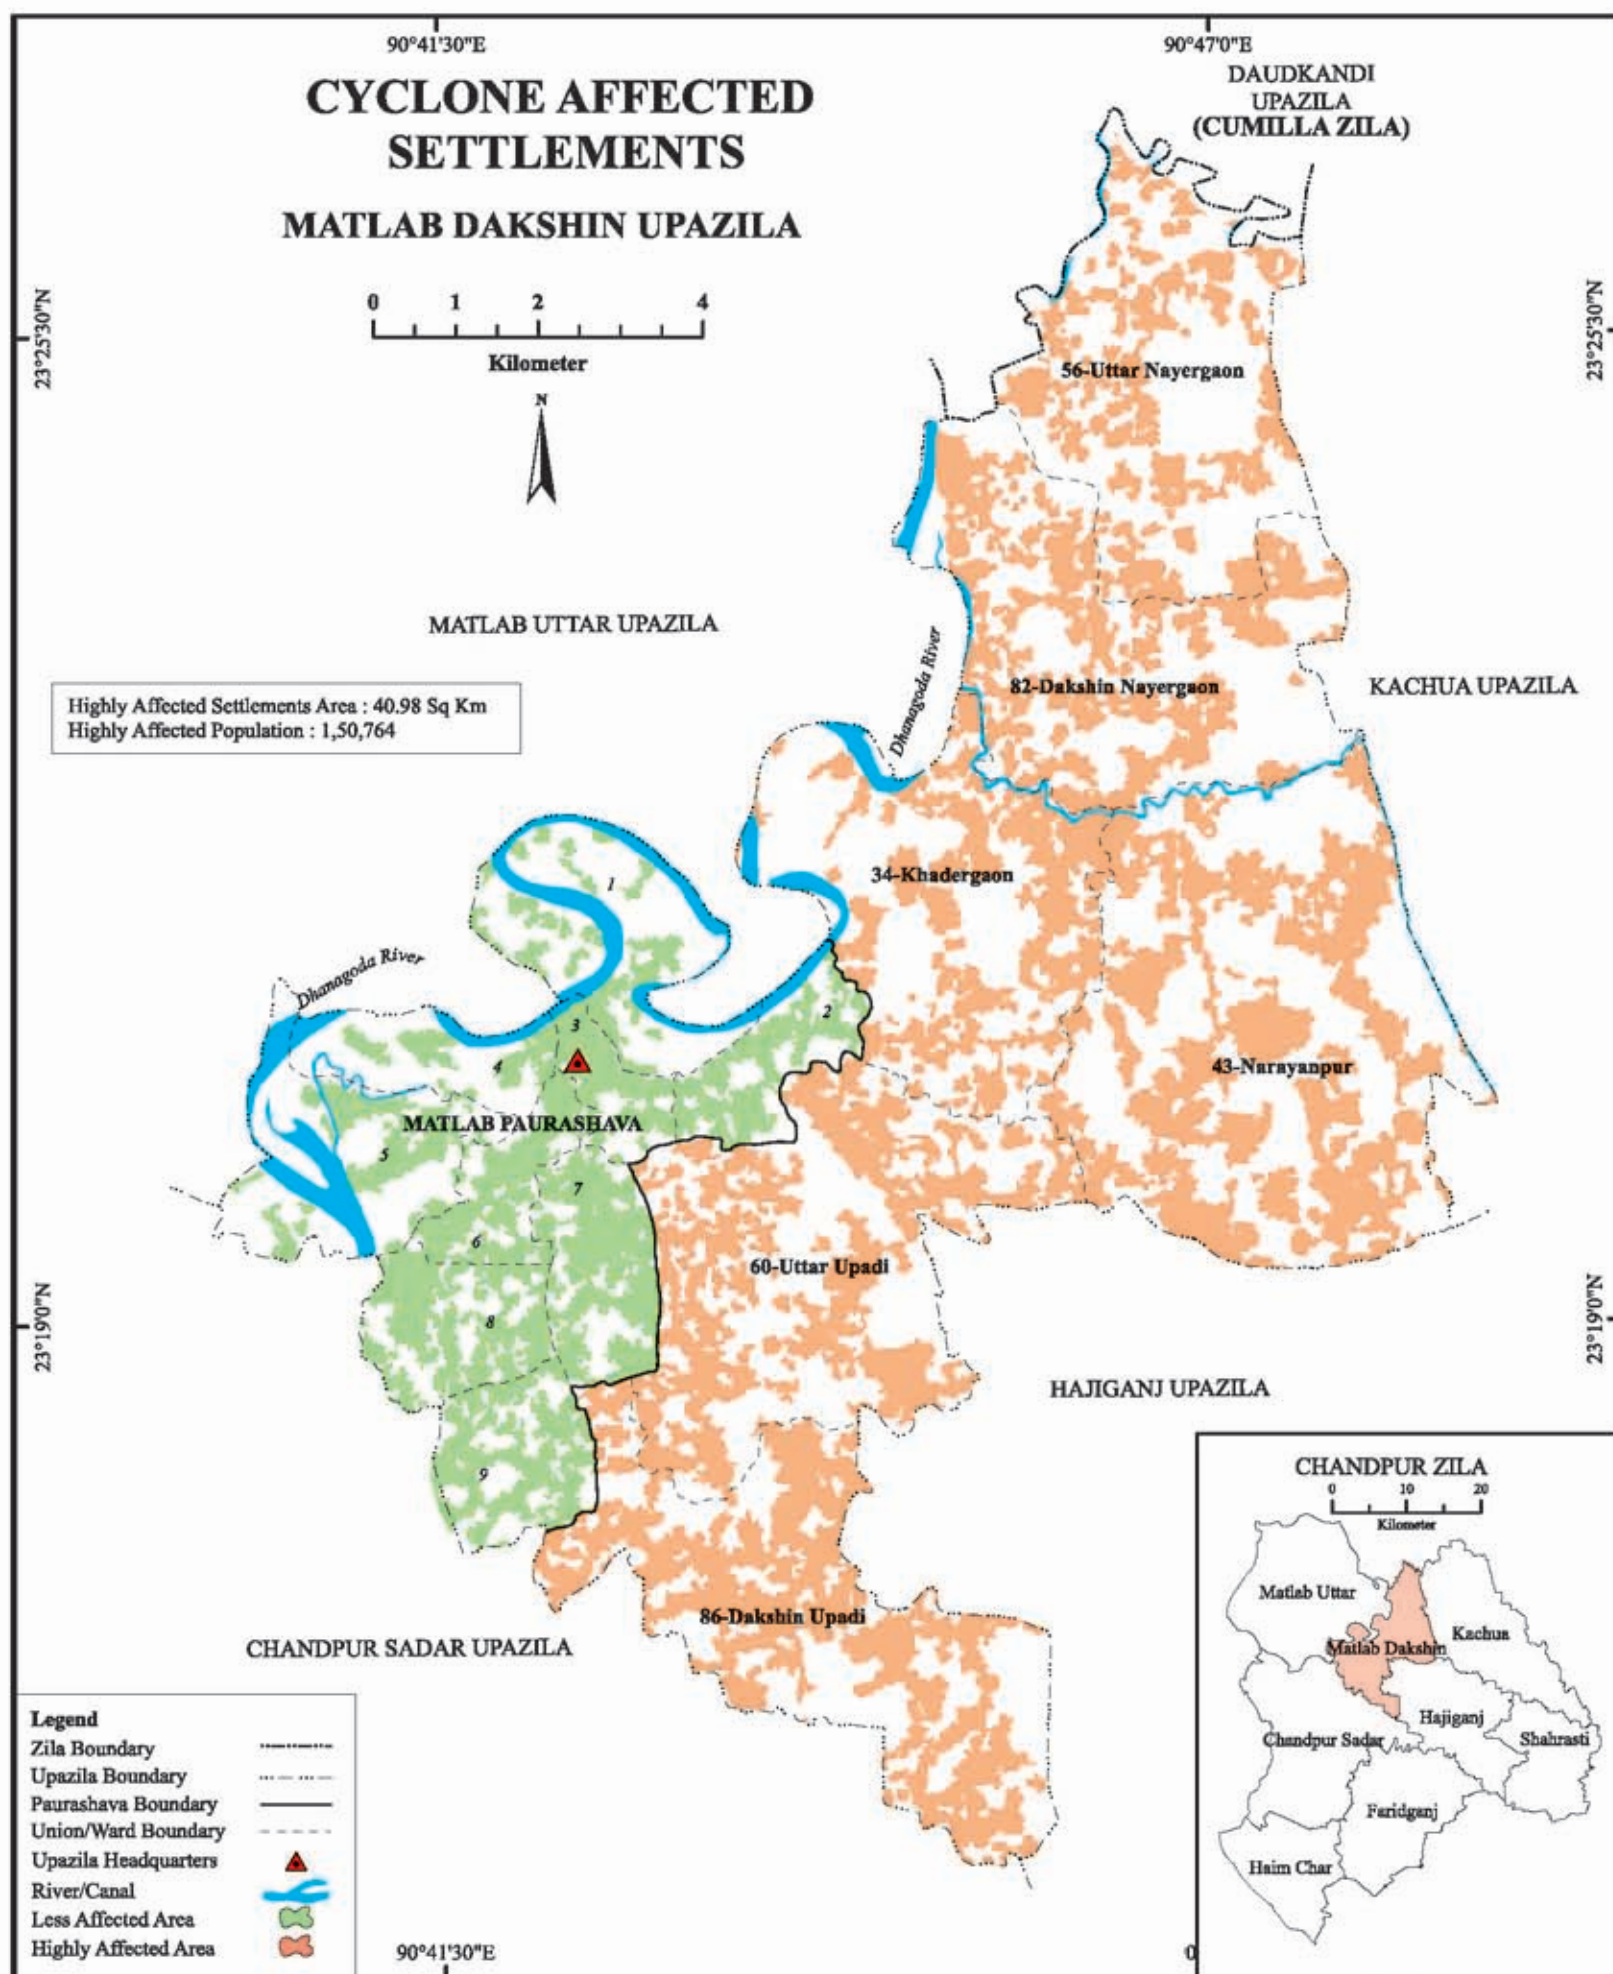 90°41'30"E
90°47'0"E
CYCLONE AFFECTED
SETTLEMENTS
MATLAB DAKSHIN UPAZILA
DAUDKANDI
UPAZILA
(CUMILLA ZILA)
0 1 2 4
Kilometer
N
23°25'30"N
23°25'30"N
56-Uttar Nayergaon
MATLAB UTTAR UPAZILA
Dhanagoda River
82-Dakshin Nayergaon
KACHUA UPAZILA
Highly Affected Settlements Area : 40.98 Sq Km
Highly Affected Population : 1,50,764
34-Khadergaon
1
Dhanagoda River
2
3
4
43-Narayanpur
MATLAB PAURASHAVA
5
7
6
60-Uttar Upadi
8
23°19'0"N
23°19'0"N
HAJIGANJ UPAZILA
9
86-Dakshin Upadi
CHANDPUR SADAR UPAZILA
CHANDPUR ZILA
0 10 20
Kilometer
Matlab Uttar
Kachua
Matlab Dakshin
Hajiganj
Chandpur Sadar
Shahrasti
Faridganj
Haim Char
Legend
Zila Boundary
Upazila Boundary
Paurashava Boundary
Union/Ward Boundary
Upazila Headquarters
River/Canal
Less Affected Area
Highly Affected Area
90°41'30"E
0